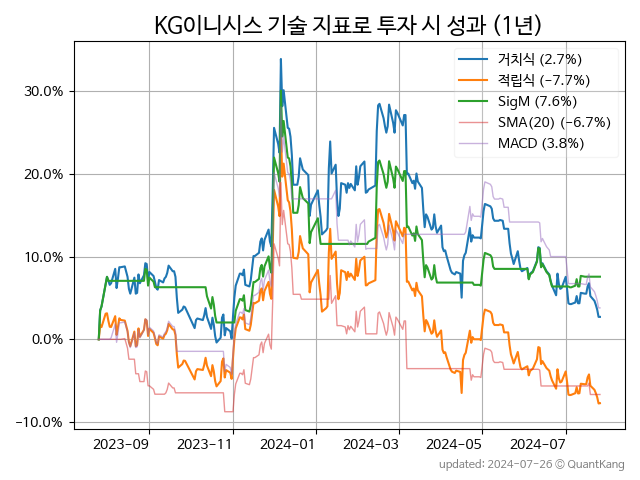 KG이니시스 기술 지표로 투자 시 성과 (1년)
거치식 (2.7%)
적립식 (−7.7%)
SigM (7.6%)
SMA(20) (−6.7%)
MACD (3.8%)
30.0%
20.0%
10.0%
0.0%
−10.0%
2023-09 2023-11 2024-01 2024-03 2024-05 2024-07
updated: 2024-07-26 © QuantKang